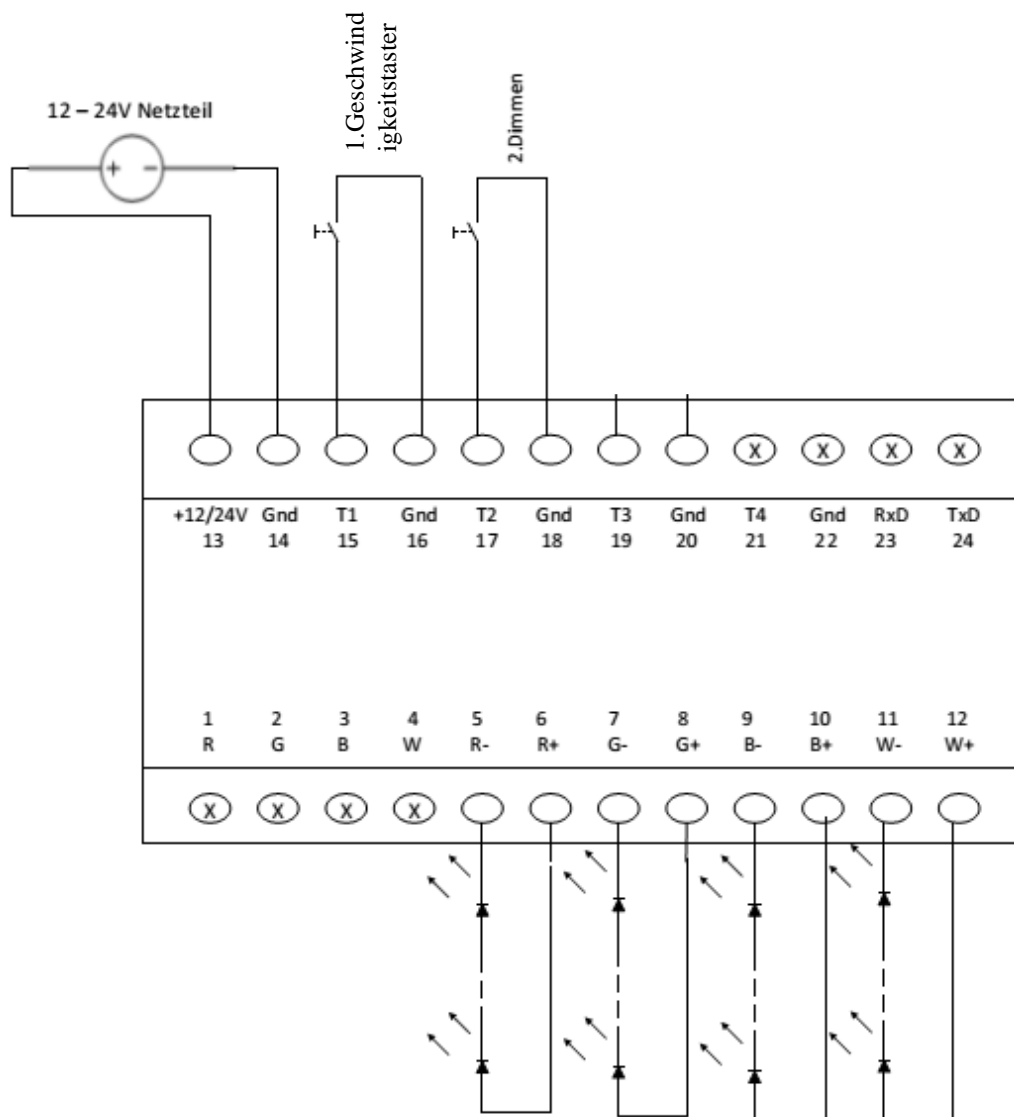 1.Geschwind
igkeitstaster
2.Dimmen
12 – 24V Netzteil
+ −
X X X X
+12/24V Gnd T1 Gnd T2 Gnd T3 Gnd T4 Gnd RxD TxD
13 14 15 16 17 18 19 20 21 22 23 24
1 2 3 4 5 6 7 8 9 10 11 12
R G B W R- R+ G- G+ B- B+ W- W+
X X X X